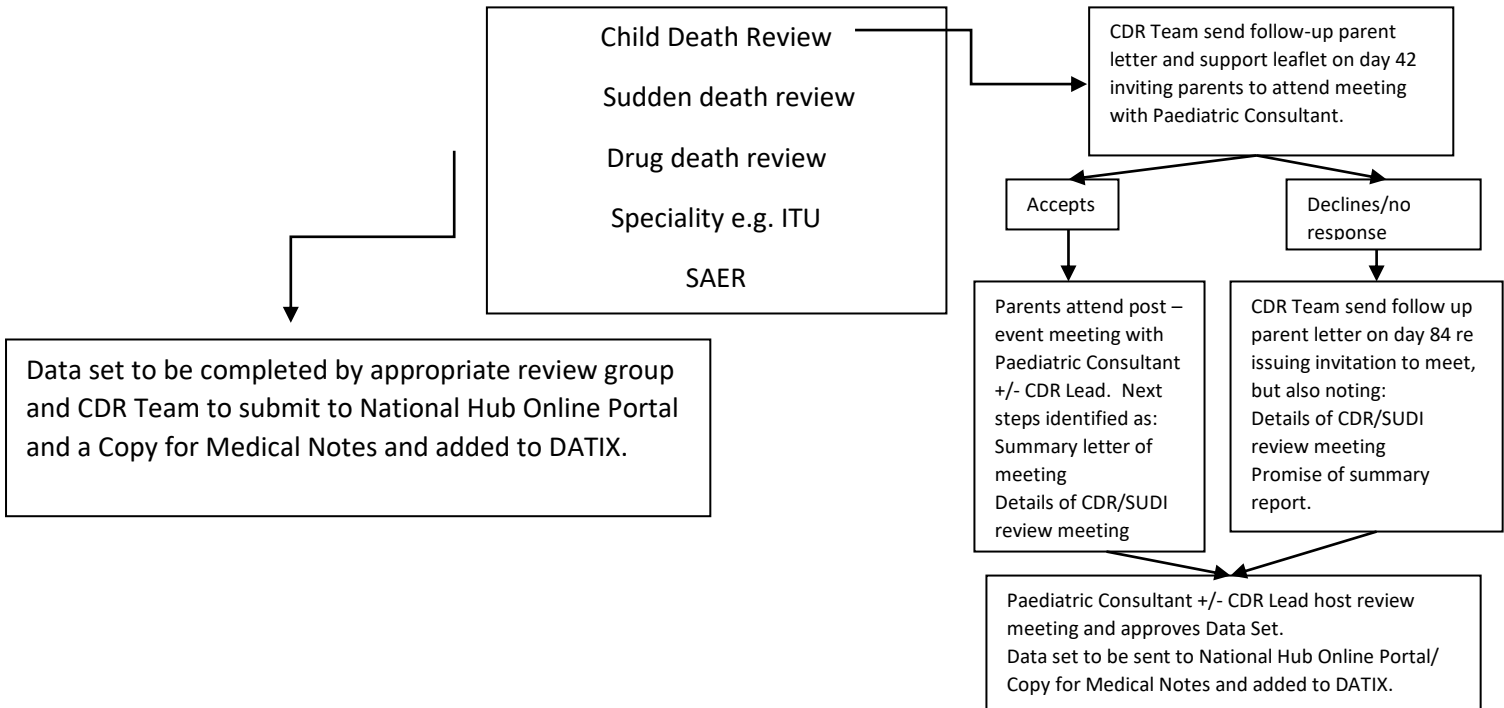 Child Death Review
Sudden death review
Drug death review
Speciality e.g. ITU
SAER
CDR Team send follow-up parent
letter and support leaflet on day 42
inviting parents to attend meeting
with Paediatric Consultant.
Accepts
Declines/no
response
Parents attend post –
event meeting with
Paediatric Consultant
+/- CDR Lead.  Next
steps identified as:
Summary letter of
meeting
Details of CDR/SUDI
review meeting
CDR Team send follow up
parent letter on day 84 re
issuing invitation to meet,
but also noting:
Details of CDR/SUDI
review meeting
Promise of summary
report.
Data set to be completed by appropriate review group
and CDR Team to submit to National Hub Online Portal
and a Copy for Medical Notes and added to DATIX.
Paediatric Consultant +/- CDR Lead host review
meeting and approves Data Set.
Data set to be sent to National Hub Online Portal/
Copy for Medical Notes and added to DATIX.